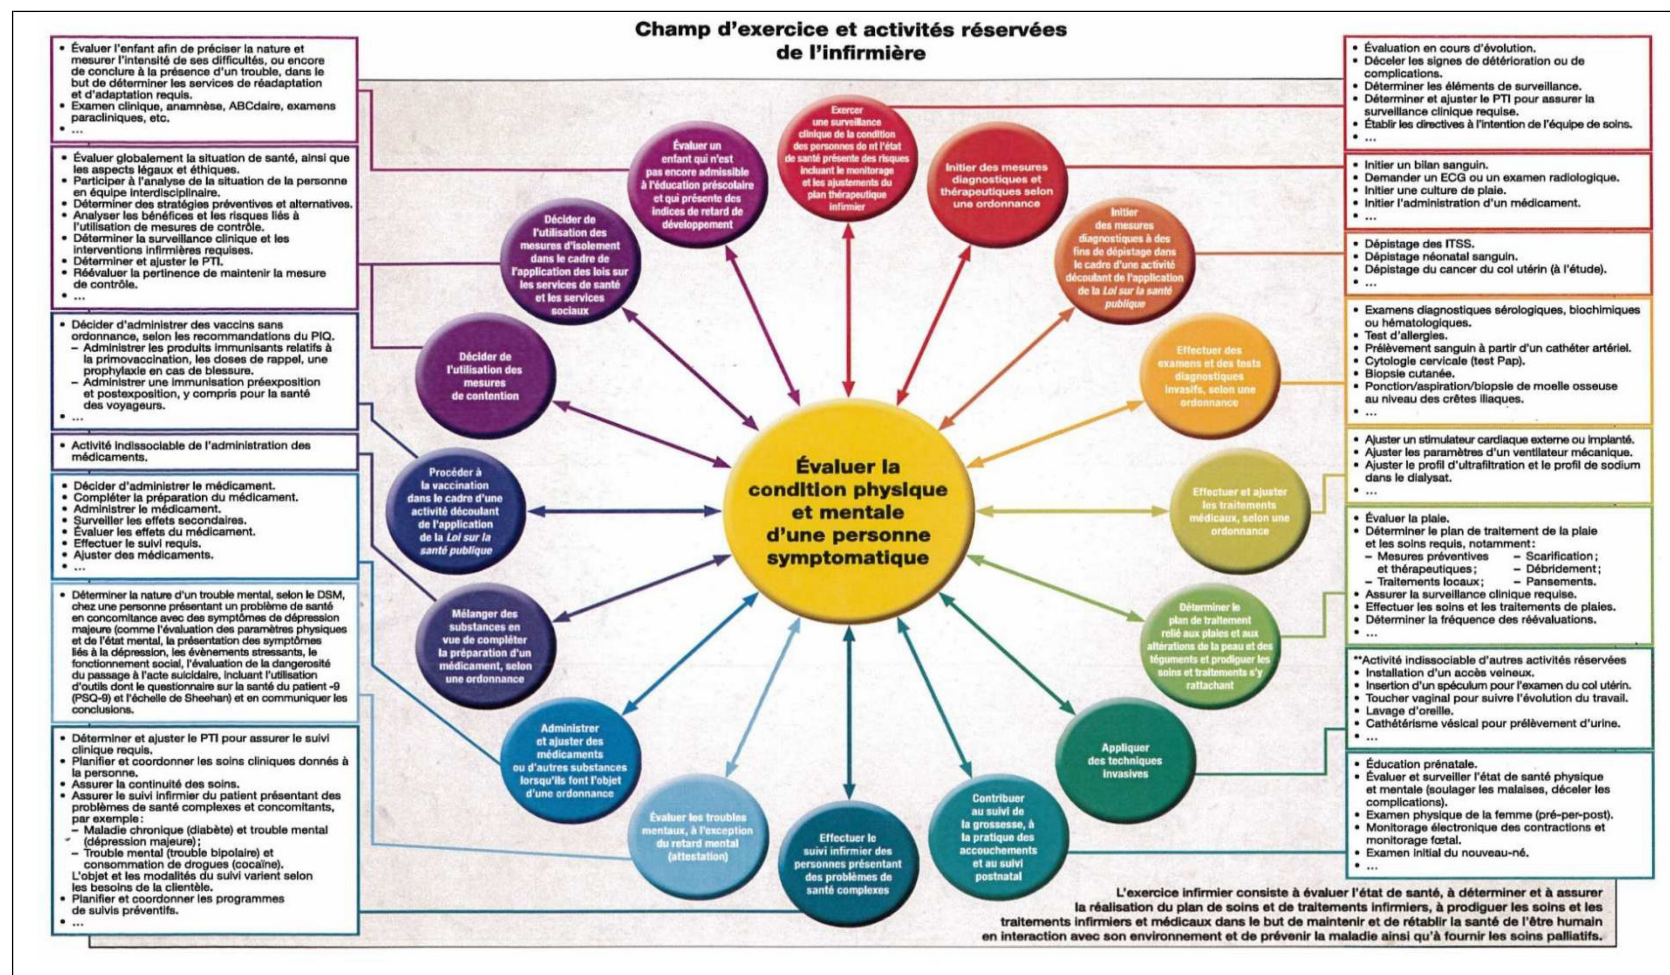 Champ d'exercice et activités réservées
de l'infirmière
• Évaluer l'enfant afin de préciser la nature et
mesurer l'intensité de ses difficultés, ou encore
de conclure à la présence d'un trouble, dans le
but de déterminer les services de réadaptation
et d'adaptation requis.
• Examen clinique, anamnèse, ABCdaire, examens
paracliniques, etc.
• ...
• Évaluer globalement la situation de santé, ainsi que
les aspects légaux et éthiques.
• Participer à l'analyse de la situation de la personne
en équipe interdisciplinaire.
• Déterminer des stratégies préventives et alternatives.
• Analyser les bénéfices et les risques liés à
l'utilisation de mesures de contrôle.
• Déterminer la surveillance clinique et les
interventions infirmières requises.
• Déterminer et ajuster le PTI.
• Réévaluer la pertinence de maintenir la mesure
de contrôle.
• ...
• Décider d'administrer des vaccins sans
ordonnance, selon les recommandations du PIQ.
– Administrer les produits immunisants relatifs à
la primovaccination, les doses de rappel, une
prophylaxie en cas de blessure.
– Administrer une immunisation préexposition
et postexposition, y compris pour la santé
des voyageurs.
• ...
• Activité indissociable de l'administration des
médicaments.
• Décider d'administrer le médicament.
• Compléter la préparation du médicament.
• Administrer le médicament.
• Surveiller les effets secondaires.
• Évaluer les effets du médicament.
• Effectuer le suivi requis.
• Ajuster des médicaments.
• ...
• Déterminer la nature d'un trouble mental, selon le DSM,
chez une personne présentant un problème de santé
en concomitance avec des symptômes de dépression
majeure (comme l'évaluation des paramètres physiques
et de l'état mental, la présentation des symptômes
liés à la dépression, les évènements stressants, le
fonctionnement social, l'évaluation de la dangerosité
du passage à l'acte suicidaire, incluant l'utilisation
d'outils dont le questionnaire sur la santé du patient -9
(PSQ-9) et l'échelle de Sheehan) et en communiquer les
conclusions.
• Déterminer et ajuster le PTI pour assurer le suivi
clinique requis.
• Planifier et coordonner les soins cliniques donnés à
la personne.
• Assurer la continuité des soins.
• Assurer le suivi infirmier du patient présentant des
problèmes de santé complexes et concomitants,
par exemple :
– Maladie chronique (diabète) et trouble mental
(dépression majeure) ;
– Trouble mental (trouble bipolaire) et
consommation de drogues (cocaïne).
L'objet et les modalités du suivi varient selon
les besoins de la clientèle.
• Planifier et coordonner les programmes
de suivis préventifs.
• ...
Évaluer un
enfant qui n'est
pas encore admissible
à l'éducation préscolaire
et qui présente des
indices de retard de
développement
Décider de
l'utilisation des
mesures d'isolement
dans le cadre de
l'application des lois sur
les services de santé
et les services
sociaux
Décider de
l'utilisation des
mesures
de contention
Procéder à
la vaccination
dans le cadre d'une
activité découlant
de l'application
de la Loi sur la
santé publique
Mélanger des
substances en
vue de compléter
la préparation d'un
médicament, selon
une ordonnance
Administrer
et ajuster des
médicaments
ou d'autres substances
lorsqu'ils font l'objet
d'une ordonnance
Évaluer les troubles
mentaux, à l'exception
du retard mental
(attestation)
Effectuer le
suivi infirmier des
personnes présentant
des problèmes de
santé complexes
Évaluer la
condition physique
et mentale
d'une personne
symptomatique
Exercer
une surveillance
clinique de la condition
des personnes do nt l'état
de santé présente des risques
incluant le monitorage
et les ajustements du
plan thérapeutique
infirmier
Initier des mesures
diagnostiques et
thérapeutiques selon
une ordonnance
Initier
des mesures
diagnostiques à des
fins de dépistage dans
le cadre d'une activité
découlant de l'application
de la Loi sur la santé
publique
Effectuer des
examens et des tests
diagnostiques
invasifs, selon une
ordonnance
Effectuer et ajuster
les traitements
médicaux, selon une
ordonnance
Déterminer le
plan de traitement
relié aux plaies et aux
altérations de la peau et des
téguments et prodiguer les
soins et traitements s'y
rattachant
Appliquer
des techniques
invasives
Contribuer
au suivi de
la grossesse, à
la pratique des
accouchements
et au suivi
postnatal
• Évaluation en cours d'évolution.
• Déceler les signes de détérioration ou de
complications.
• Déterminer les éléments de surveillance.
• Déterminer et ajuster le PTI pour assurer la
surveillance clinique requise.
• Établir les directives à l'intention de l'équipe de soins.
• ...
• Initier un bilan sanguin.
• Demander un ECG ou un examen radiologique.
• Initier une culture de plaie.
• Initier l'administration d'un médicament.
• ...
• Dépistage des ITSS.
• Dépistage néonatal sanguin.
• Dépistage du cancer du col utérin (à l'étude).
• ...
• Examens diagnostiques sérologiques, biochimiques
ou hématologiques.
• Test d'allergies.
• Prélèvement sanguin à partir d'un cathéter artériel.
• Cytologie cervicale (test Pap).
• Biopsie cutanée.
• Ponction/aspiration/biopsie de moelle osseuse
au niveau des crêtes iliaques.
• ...
• Ajuster un stimulateur cardiaque externe ou implanté.
• Ajuster les paramètres d'un ventilateur mécanique.
• Ajuster le profil d'ultrafiltration et le profil de sodium
dans le dialysat.
• ...
• Évaluer la plaie.
• Déterminer le plan de traitement de la plaie
et les soins requis, notamment :
– Mesures préventives – Scarification ;
et thérapeutiques ; – Débridement ;
– Traitements locaux ; – Pansements.
• Assurer la surveillance clinique requise.
• Effectuer les soins et les traitements de plaies.
• Déterminer la fréquence des réévaluations.
• ...
**Activité indissociable d'autres activités réservées
• Installation d'un accès veineux.
• Insertion d'un spéculum pour l'examen du col utérin.
• Toucher vaginal pour suivre l'évolution du travail.
• Lavage d'oreille.
• Cathétérisme vésical pour prélèvement d'urine.
• ...
• Éducation prénatale.
• Évaluer et surveiller l'état de santé physique
et mentale (soulager les malaises, déceler les
complications).
• Examen physique de la femme (pré-per-post).
• Monitorage électronique des contractions et
monitorage fœtal.
• Examen initial du nouveau-né.
• ...
L'exercice infirmier consiste à évaluer l'état de santé, à déterminer et à assurer
la réalisation du plan de soins et de traitements infirmiers, à prodiguer les soins et les
traitements infirmiers et médicaux dans le but de maintenir et de rétablir la santé de l'être humain
en interaction avec son environnement et de prévenir la maladie ainsi qu'à fournir les soins palliatifs.